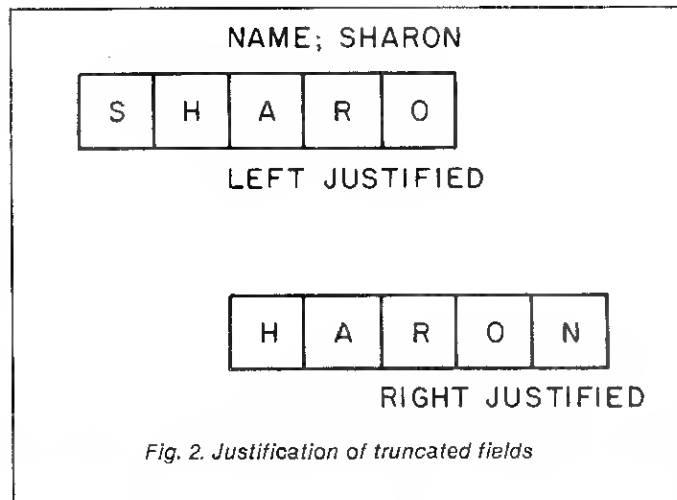 NAME; SHARON
S H A R O
LEFT JUSTIFIED
H A R O N
RIGHT JUSTIFIED
Fig. 2. Justification of truncated fields